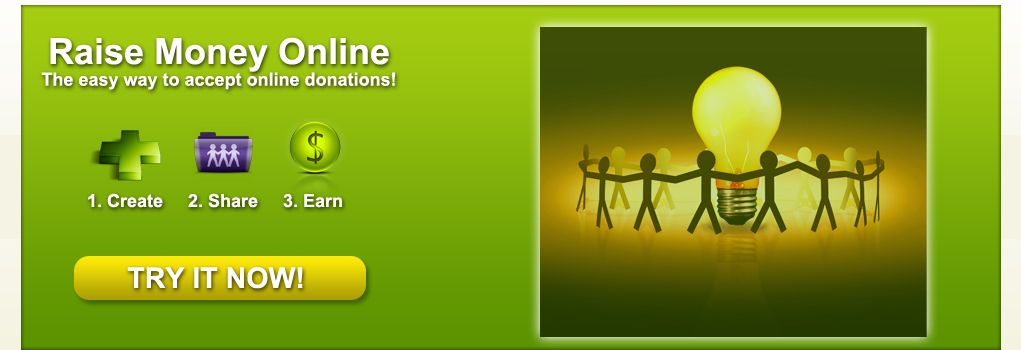 Raise Money Online
The easy way to accept online donations!
$
1. Create 2. Share 3. Earn
TRY IT NOW!